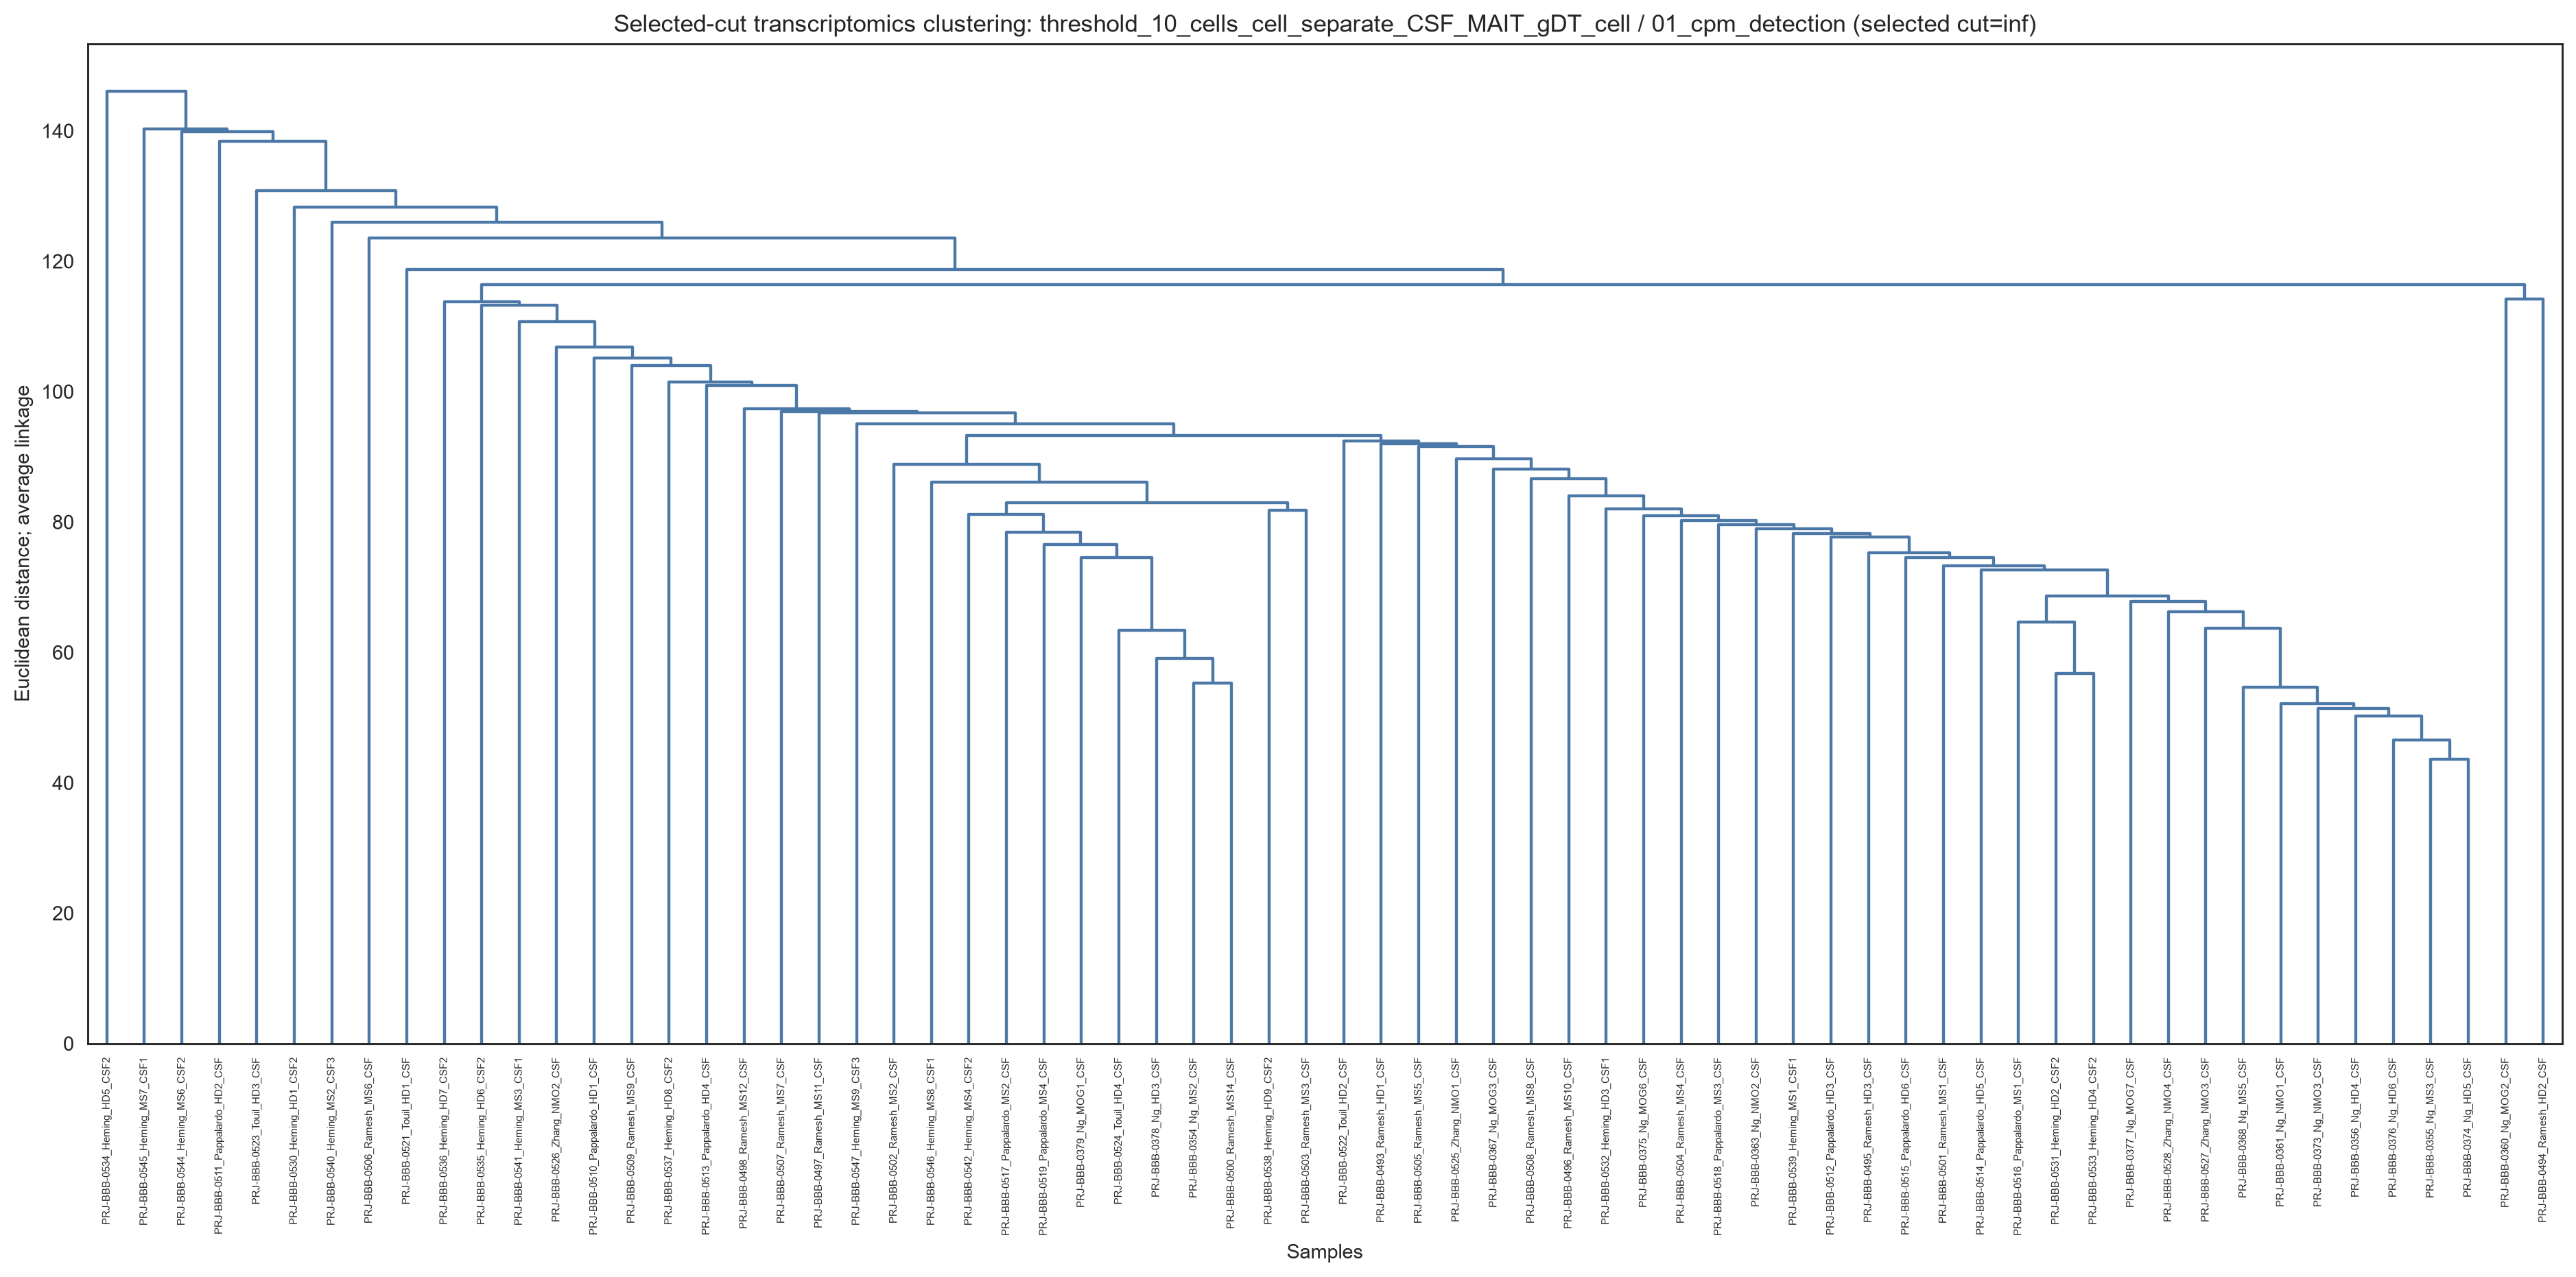 Selected-cut transcriptomics clustering: threshold_10_cells_cell_separate_CSF_MAIT_gDT_cell / 01_cpm_detection (selected cut=inf)
Euclidean distance; average linkage
140
120
100
80
60
40
20
0
PRJ-BBB-0534_Heming_HD5_CSF2
PRJ-BBB-0545_Heming_MS7_CSF1
PRJ-BBB-0544_Heming_MS6_CSF2
PRJ-BBB-0511_Pappalardo_HD2_CSF
PRJ-BBB-0523_Touil_HD3_CSF
PRJ-BBB-0530_Heming_HD1_CSF2
PRJ-BBB-0540_Heming_MS2_CSF3
PRJ-BBB-0506_Ramesh_MS6_CSF
PRJ-BBB-0521_Touil_HD1_CSF
PRJ-BBB-0536_Heming_HD7_CSF2
PRJ-BBB-0535_Heming_HD6_CSF2
PRJ-BBB-0541_Heming_MS3_CSF1
PRJ-BBB-0526_Zhang_NMO2_CSF
PRJ-BBB-0510_Pappalardo_HD1_CSF
PRJ-BBB-0509_Ramesh_MS9_CSF
PRJ-BBB-0537_Heming_HD8_CSF2
PRJ-BBB-0513_Pappalardo_HD4_CSF
PRJ-BBB-0498_Ramesh_MS12_CSF
PRJ-BBB-0507_Ramesh_MS7_CSF
PRJ-BBB-0497_Ramesh_MS11_CSF
PRJ-BBB-0547_Heming_MS9_CSF3
PRJ-BBB-0502_Ramesh_MS2_CSF
PRJ-BBB-0546_Heming_MS8_CSF1
PRJ-BBB-0542_Heming_MS4_CSF2
PRJ-BBB-0517_Pappalardo_MS2_CSF
PRJ-BBB-0519_Pappalardo_MS4_CSF
PRJ-BBB-0379_Ng_MOG1_CSF
PRJ-BBB-0524_Touil_HD4_CSF
PRJ-BBB-0378_Ng_HD3_CSF
PRJ-BBB-0354_Ng_MS2_CSF
PRJ-BBB-0500_Ramesh_MS14_CSF
PRJ-BBB-0538_Heming_HD9_CSF2
PRJ-BBB-0503_Ramesh_MS3_CSF
PRJ-BBB-0522_Touil_HD2_CSF
PRJ-BBB-0493_Ramesh_HD1_CSF
PRJ-BBB-0505_Ramesh_MS5_CSF
PRJ-BBB-0525_Zhang_NMO1_CSF
PRJ-BBB-0367_Ng_MOG3_CSF
PRJ-BBB-0508_Ramesh_MS8_CSF
PRJ-BBB-0496_Ramesh_MS10_CSF
PRJ-BBB-0532_Heming_HD3_CSF1
PRJ-BBB-0375_Ng_MOG6_CSF
PRJ-BBB-0504_Ramesh_MS4_CSF
PRJ-BBB-0518_Pappalardo_MS3_CSF
PRJ-BBB-0363_Ng_NMO2_CSF
PRJ-BBB-0539_Heming_MS1_CSF1
PRJ-BBB-0512_Pappalardo_HD3_CSF
PRJ-BBB-0495_Ramesh_HD3_CSF
PRJ-BBB-0515_Pappalardo_HD6_CSF
PRJ-BBB-0501_Ramesh_MS1_CSF
PRJ-BBB-0514_Pappalardo_HD5_CSF
PRJ-BBB-0516_Pappalardo_MS1_CSF
PRJ-BBB-0531_Heming_HD2_CSF2
PRJ-BBB-0533_Heming_HD4_CSF2
PRJ-BBB-0377_Ng_MOG7_CSF
PRJ-BBB-0528_Zhang_NMO4_CSF
PRJ-BBB-0527_Zhang_NMO3_CSF
PRJ-BBB-0368_Ng_MS5_CSF
PRJ-BBB-0361_Ng_NMO1_CSF
PRJ-BBB-0373_Ng_NMO3_CSF
PRJ-BBB-0356_Ng_HD4_CSF
PRJ-BBB-0376_Ng_HD6_CSF
PRJ-BBB-0355_Ng_MS3_CSF
PRJ-BBB-0374_Ng_HD5_CSF
PRJ-BBB-0360_Ng_MOG2_CSF
PRJ-BBB-0494_Ramesh_HD2_CSF
Samples